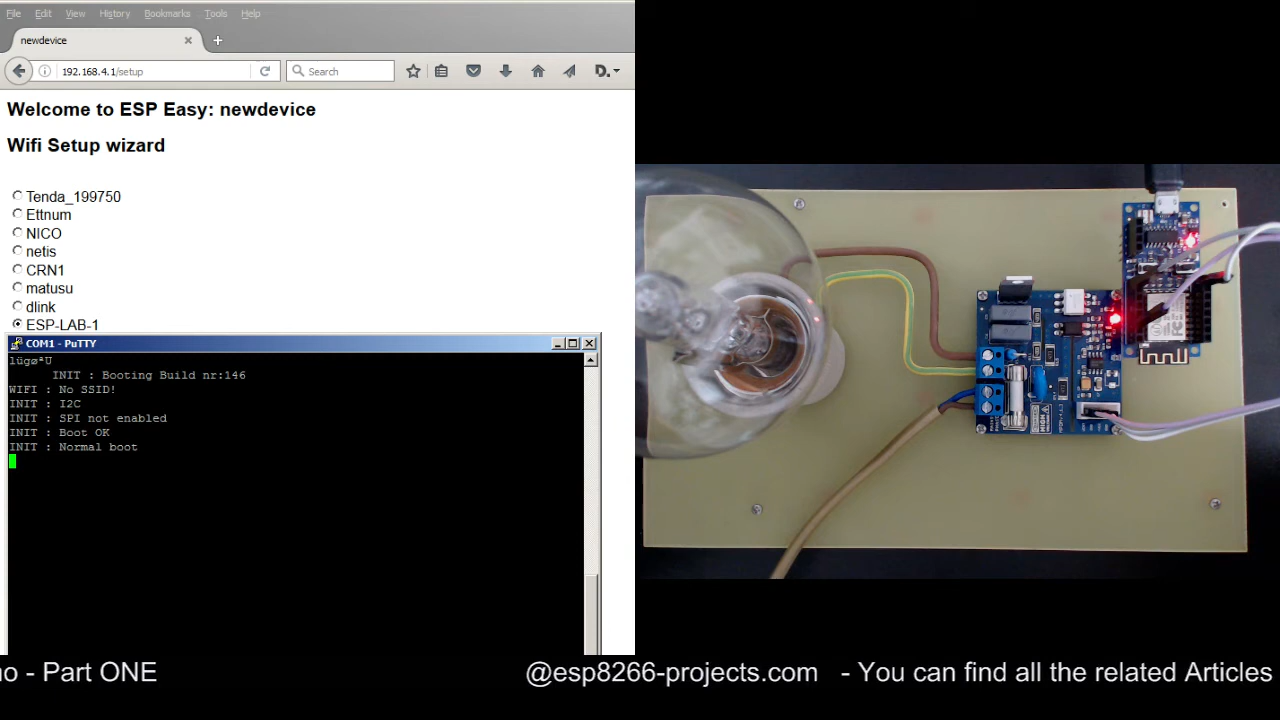 File Edit View History Bookmarks Tools Help
newdevice
192.168.4.1/setup
Search
Welcome to ESP Easy: newdevice
Wifi Setup wizard
Tenda_199750
Ettnum
NICO
netis
CRN1
matusu
dlink
ESP-LAB-1
COM1 - PuTTY
lügøªU
INIT : Booting Build nr:146
WIFI : No SSID!
INIT : I2C
INIT : SPI not enabled
INIT : Boot OK
INIT : Normal boot
no - Part ONE @esp8266-projects.com - You can find all the related Articles